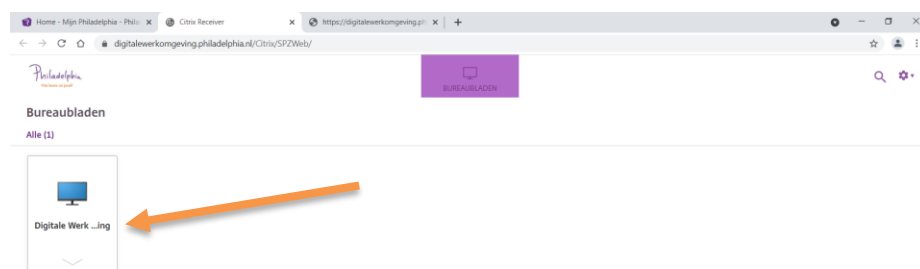 Home - Mijn Philadelphia - Phila
Citrix Receiver
https://digitalewerkomgeving.ph
digitalewerkomgeving.philadelphia.nl/Citrix/SPZWeb/
Philadelphia
BUREAUBLADEN
Bureaubladen
Alle (1)
Digitale Werk ...ing